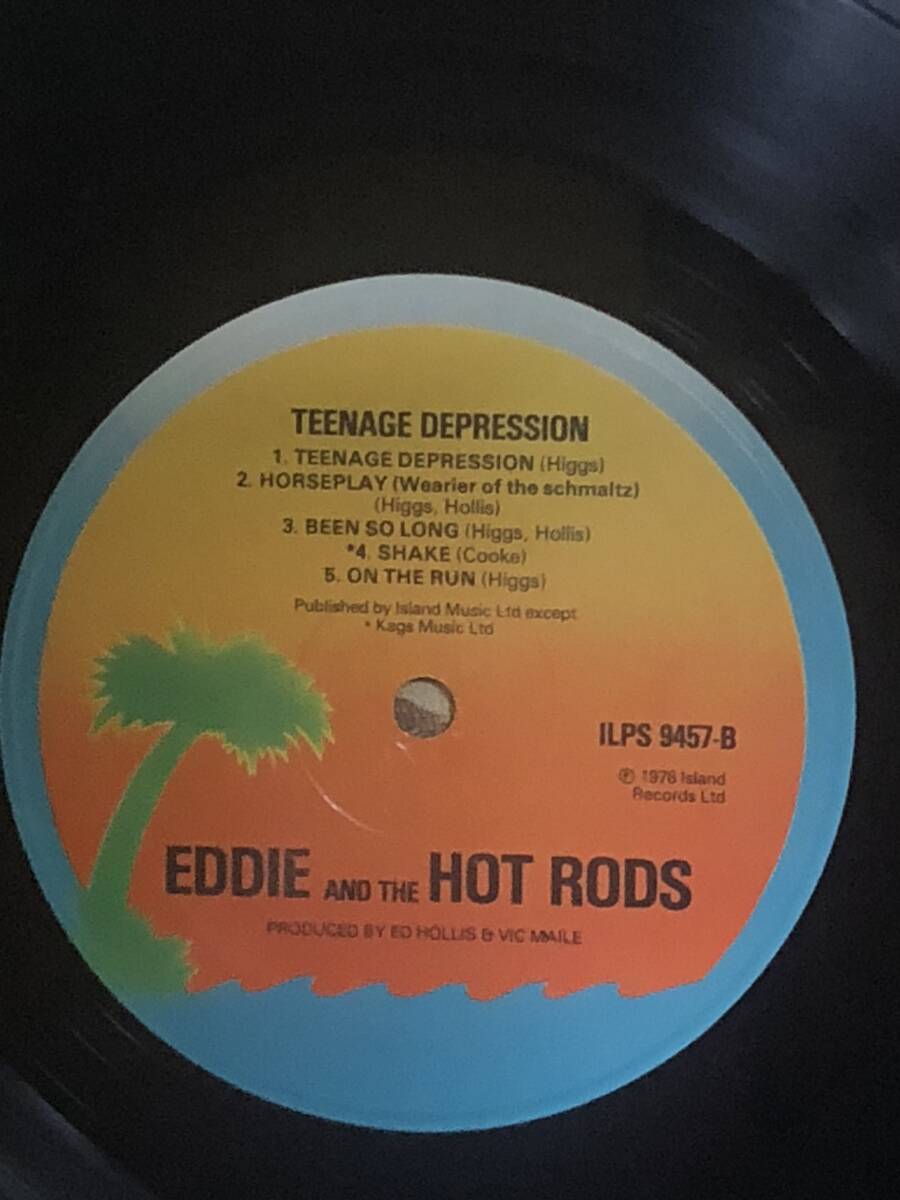 TEENAGE DEPRESSION
1. TEENAGE DEPRESSION (Higgs)
2. HORSEPLAY (Wearier of the schmaltz)
(Higgs, Hollis)
3. BEEN SO LONG (Higgs, Hollis)
*4. SHAKE (Cooke)
5. ON THE RUN (Higgs)
Published by Island Music Ltd except
* Kags Music Ltd
ILPS 9457-B
℗ 1976 Island
Records Ltd
EDDIE AND THE HOT RODS
PRODUCED BY ED HOLLIS & VIC MAILE